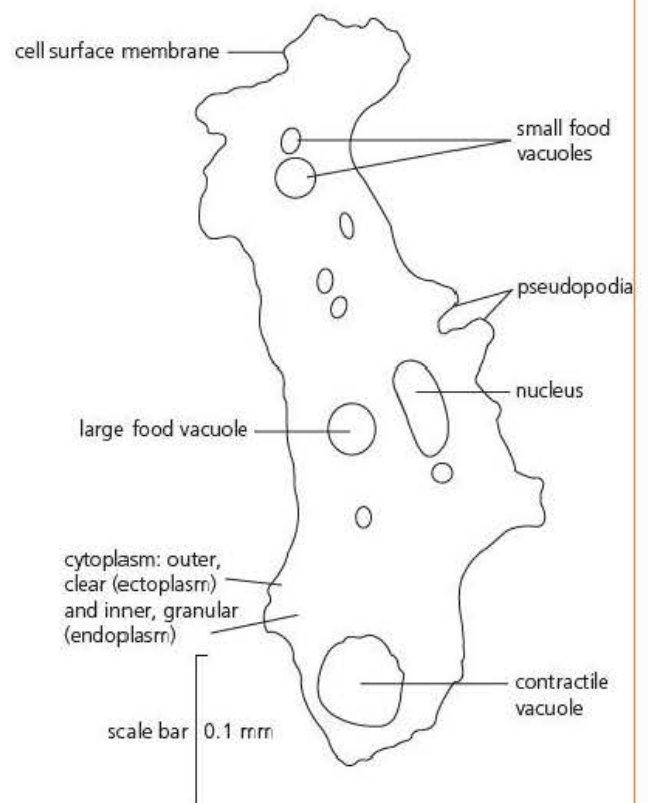 cell surface membrane
small food
vacuoles
pseudopodia
nucleus
large food vacuole
cytoplasm: outer,
clear (ectoplasm)
and inner, granular
(endoplasm)
contractile
vacuole
scale bar 0.1 mm